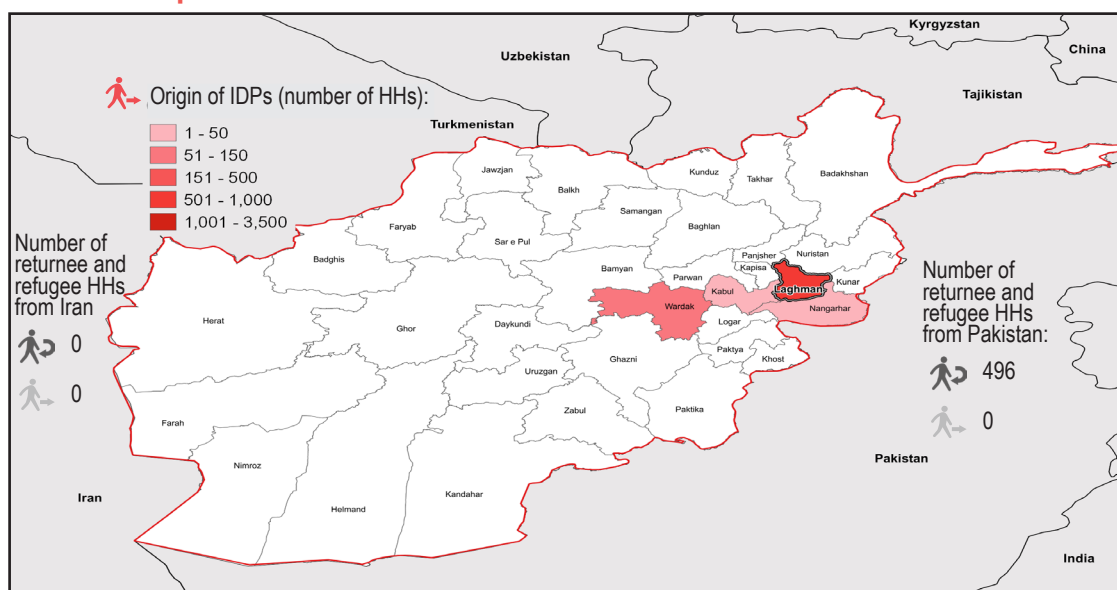 Kyrgyzstan
China
Uzbekistan
Tajikistan
Turkmenistan
Origin of IDPs (number of HHs):
1 - 50
51 - 150
151 - 500
501 - 1,000
1,001 - 3,500
Number of
returnee and
refugee HHs
from Iran
0
0
Jawzjan
Balkh
Kunduz
Takhar
Badakhshan
Samangan
Faryab
Baghlan
Sar e Pul
Badghis
Panjsher
Nuristan
Bamyan
Parwan
Kapisa
Kunar
Laghman
Kabul
Wardak
Nangarhar
Herat
Ghor
Daykundi
Logar
Ghazni
Paktya
Khost
Uruzgan
Zabul
Paktika
Farah
Nimroz
Helmand
Kandahar
Number of
returnee and
refugee HHs
from Pakistan:
496
0
Pakistan
Iran
India